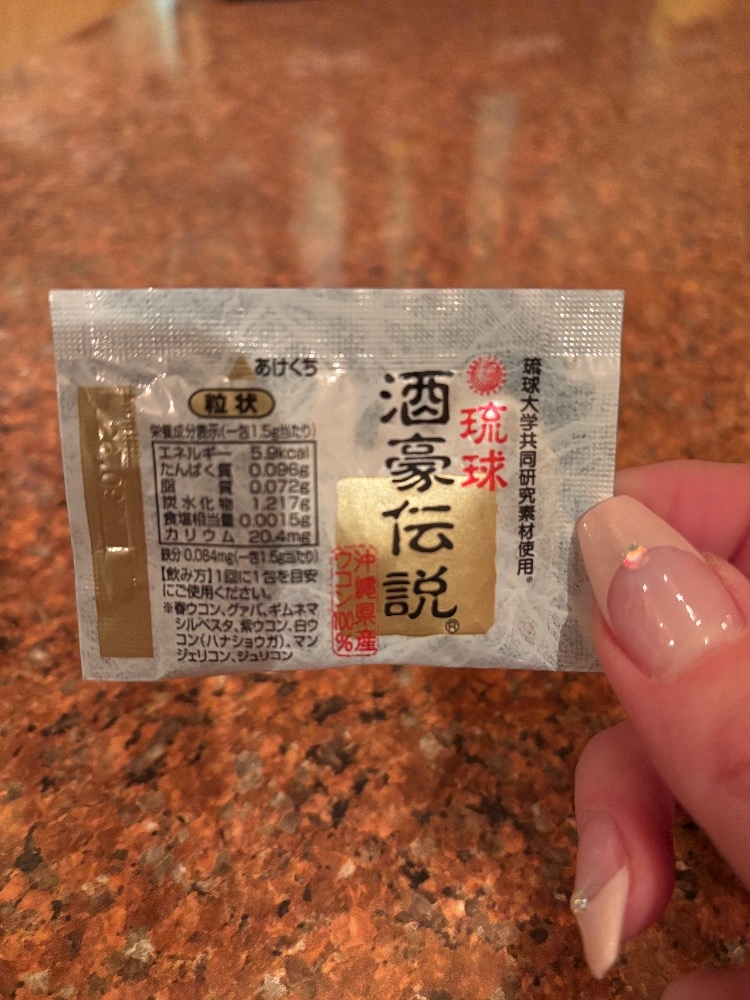 あけくち
粒状
栄養成分表示(一包1.5g当たり)
エネルギー 5.9kcal
たんぱく質 0.096g
脂質 0.072g
炭水化物 1.217g
食塩相当量 0.0015g
カリウム 20.4mg
鉄分 0.084mg(一包1.5g当たり)
【飲み方】1回に1包を目安
にご使用ください。
※春ウコン、グァバ、ギムネマ
シルベスタ、紫ウコン、白ウ
コン(ハナショウガ)、マン
ジェリコン、ジュリコン
琉球大学共同研究素材使用。
琉球
酒豪伝説®
沖縄県産
ウコン100%